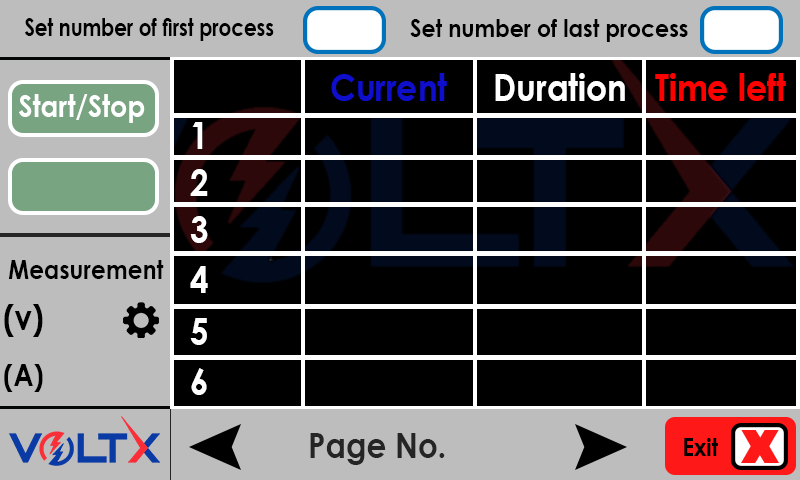 Set number of first process
Set number of last process
Start/Stop
Current Duration Time left
1
2
3
4
5
6
Measurement
(v)
(A)
VOLTX
Page No.
Exit X
VOLTX